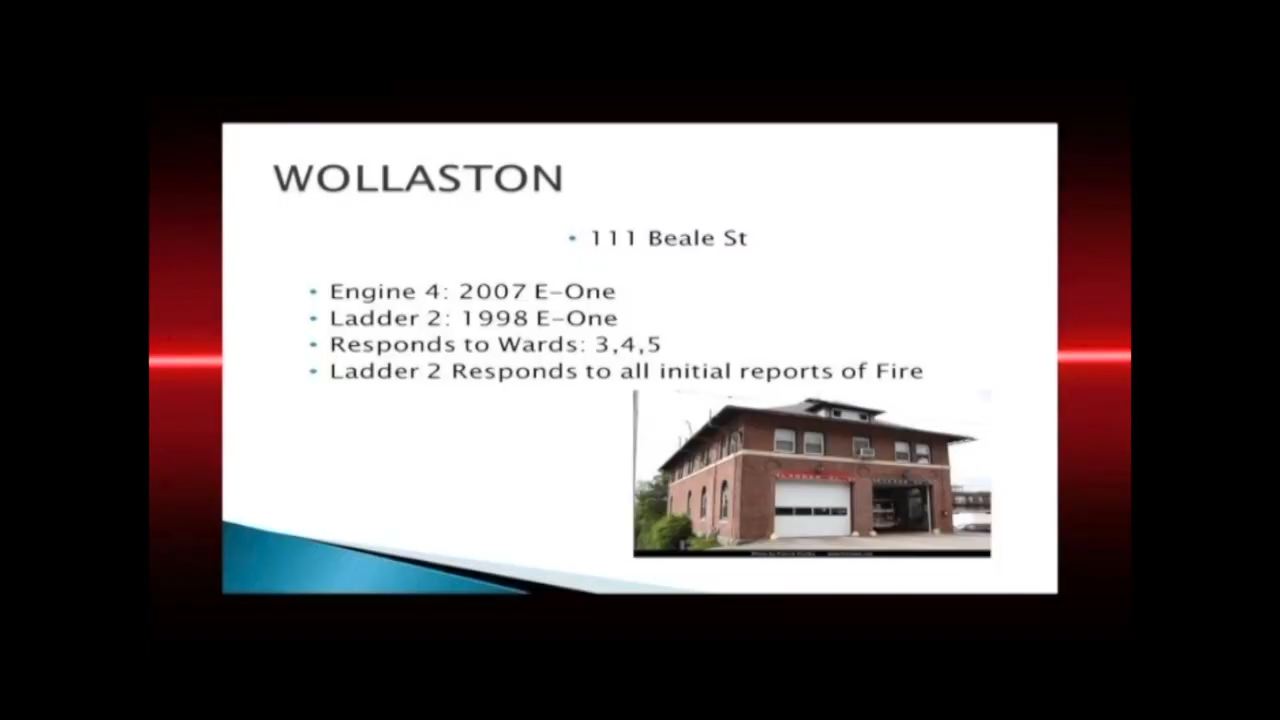 WOLLASTON
• 111 Beale St
• Engine 4: 2007 E-One
• Ladder 2: 1998 E-One
• Responds to Wards: 3,4,5
• Ladder 2 Responds to all initial reports of Fire